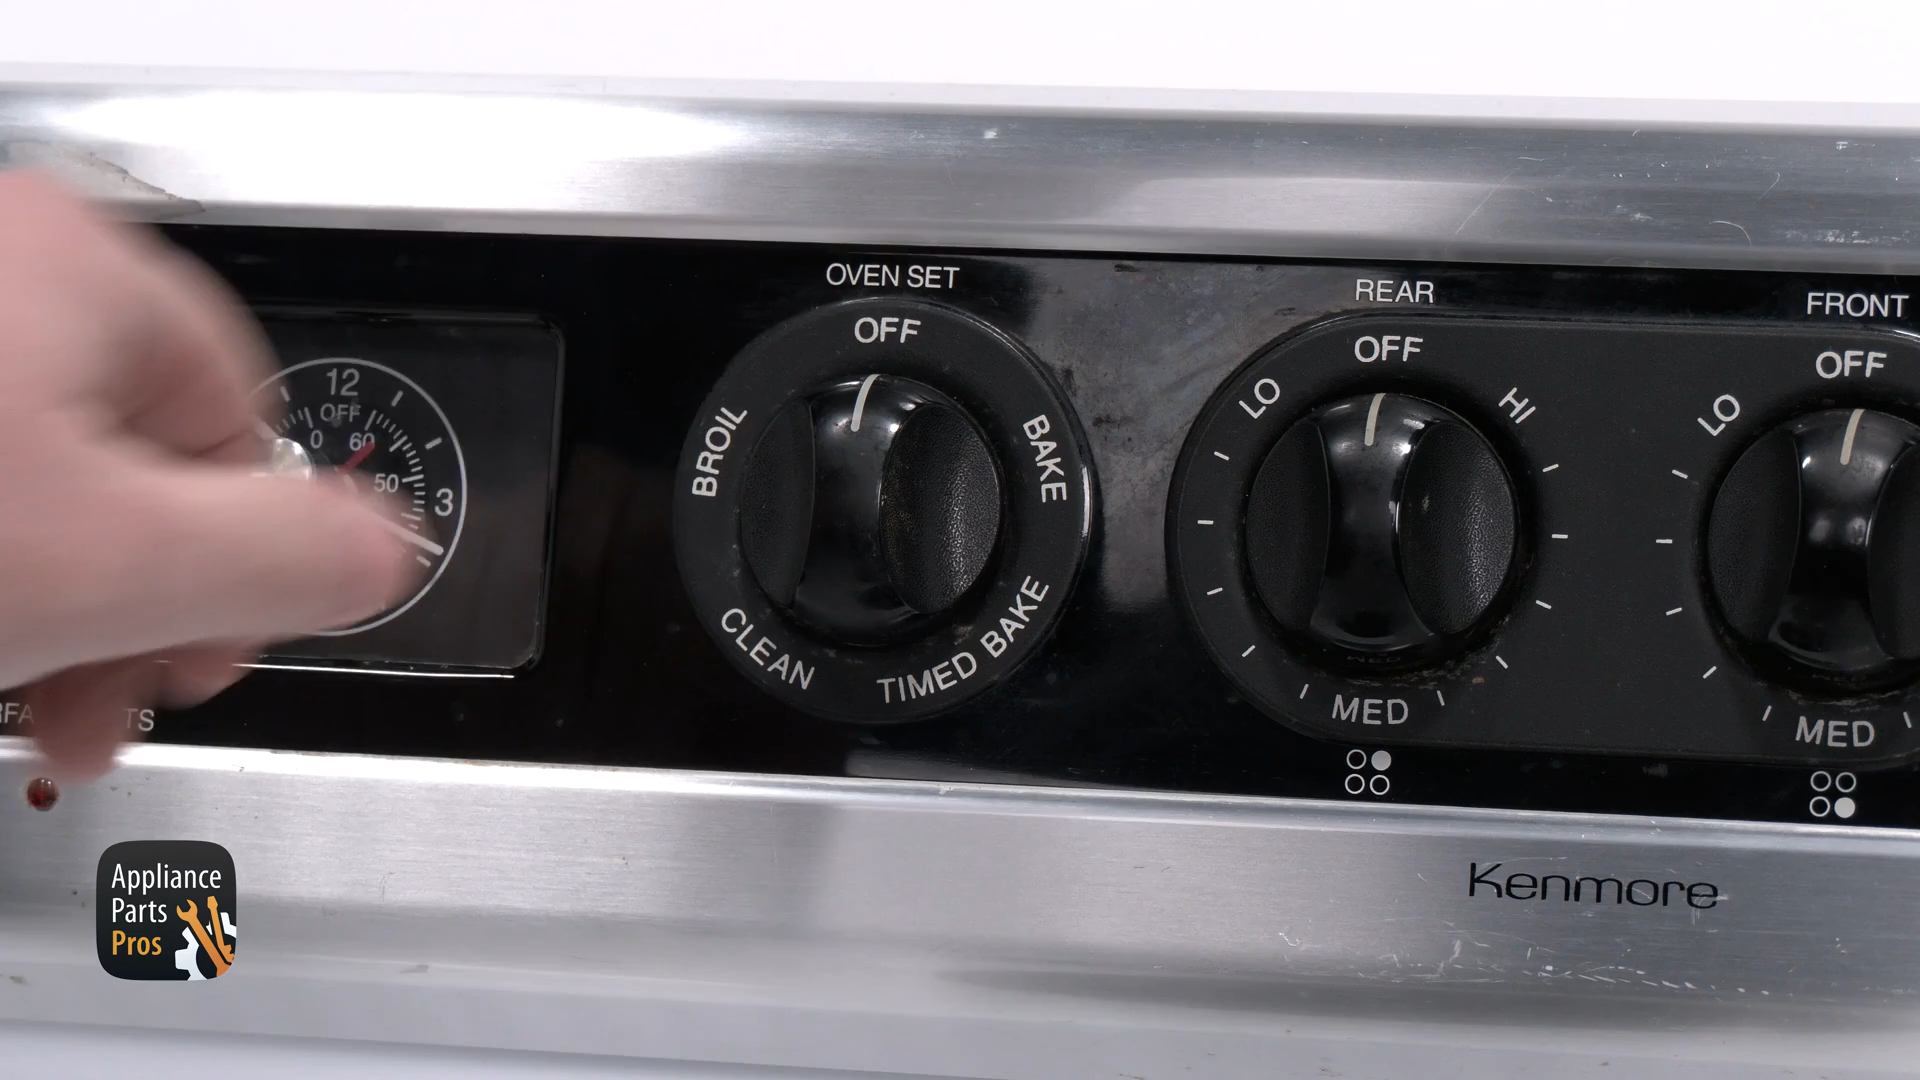 OVEN SET
OFF
BROIL
BAKE
CLEAN
TIMED BAKE
REAR
OFF
LO
HI
MED
FRONT
OFF
LO
MED
12
OFF
0
60
50
3
Kenmore
Appliance
Parts
Pros